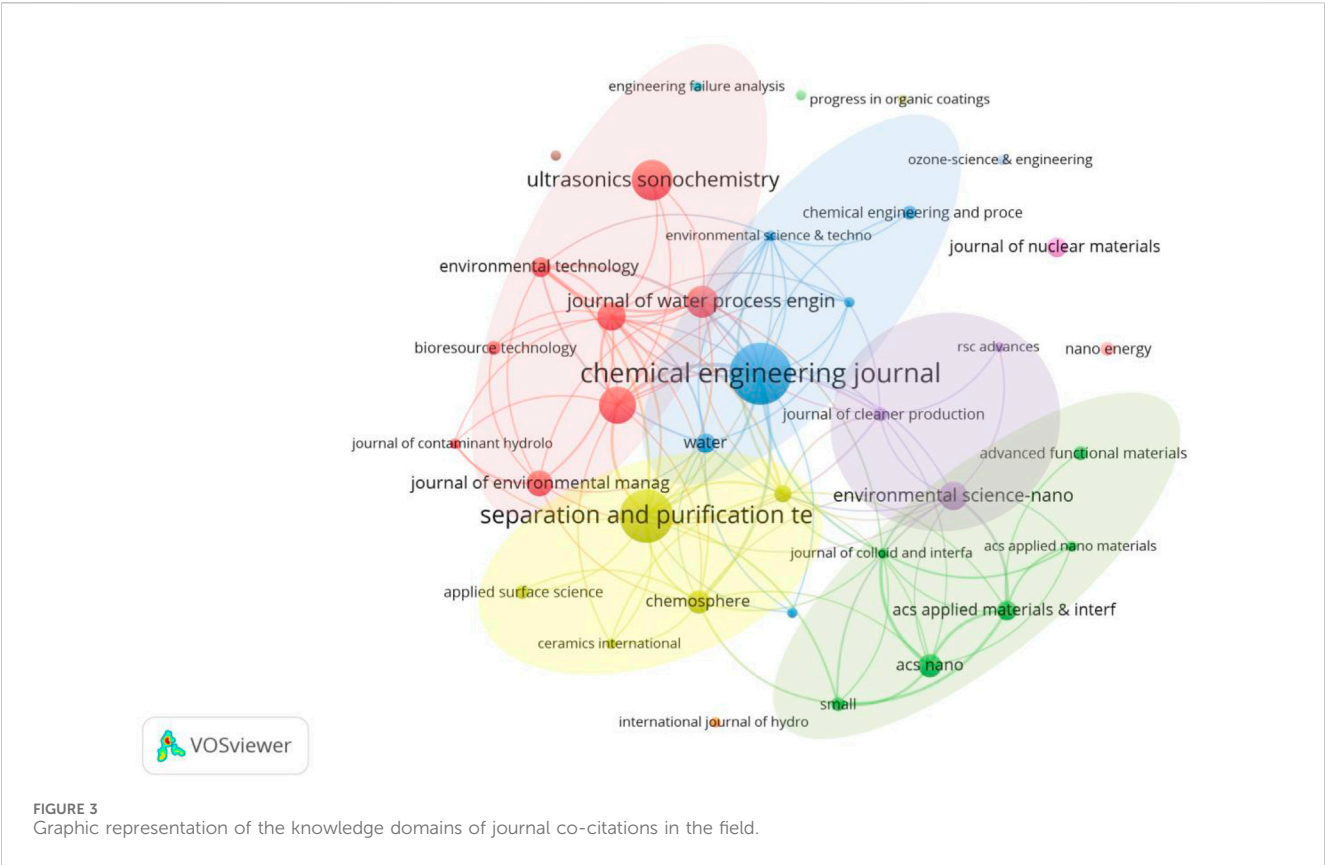 engineering failure analysis
progress in organic coatings
ozone-science & engineering
ultrasonics sonochemistry
chemical engineering and proce
environmental science & techno
journal of nuclear materials
environmental technology
journal of water process engin
bioresource technology
rsc advances
nano energy
chemical engineering journal
journal of cleaner production
journal of contaminant hydrolo
water
advanced functional materials
journal of environmental manag
environmental science-nano
separation and purification te
journal of colloid and interfa
acs applied nano materials
applied surface science
chemosphere
acs applied materials & interf
ceramics international
acs nano
small
international journal of hydro
VOSviewer
FIGURE 3
Graphic representation of the knowledge domains of journal co-citations in the field.